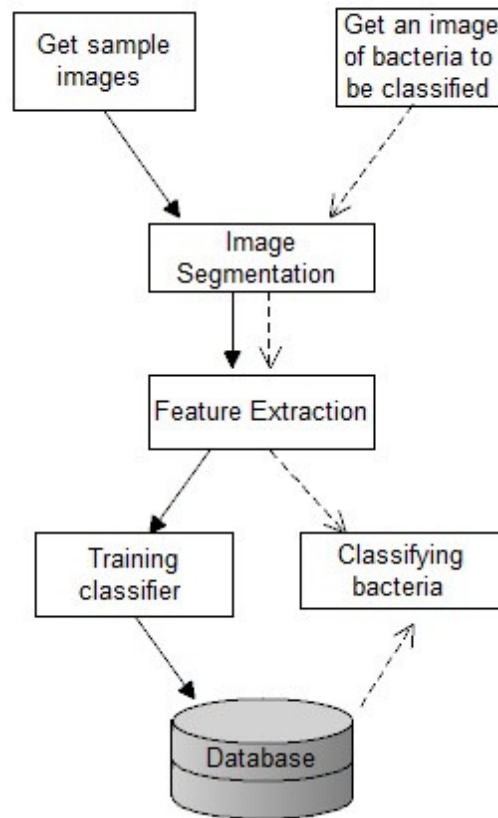 Get sample
images
Get an image
of bacteria to
be classified
Image
Segmentation
Feature Extraction
Training
classifier
Classifying
bacteria
Database